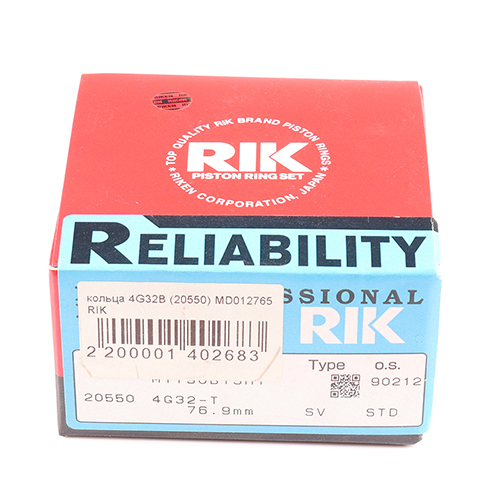 TOP QUALITY RIK BRAND PISTON RINGS
RIK
PISTON RING SET
RIKEN CORPORATION, JAPAN
RELIABILITY
SSIONAL
RIK
кольца 4G32B (20550) MD012765
RIK
2 200001 402683
Type o.s.
90212
20550 4G32-T
76.9mm SV STD